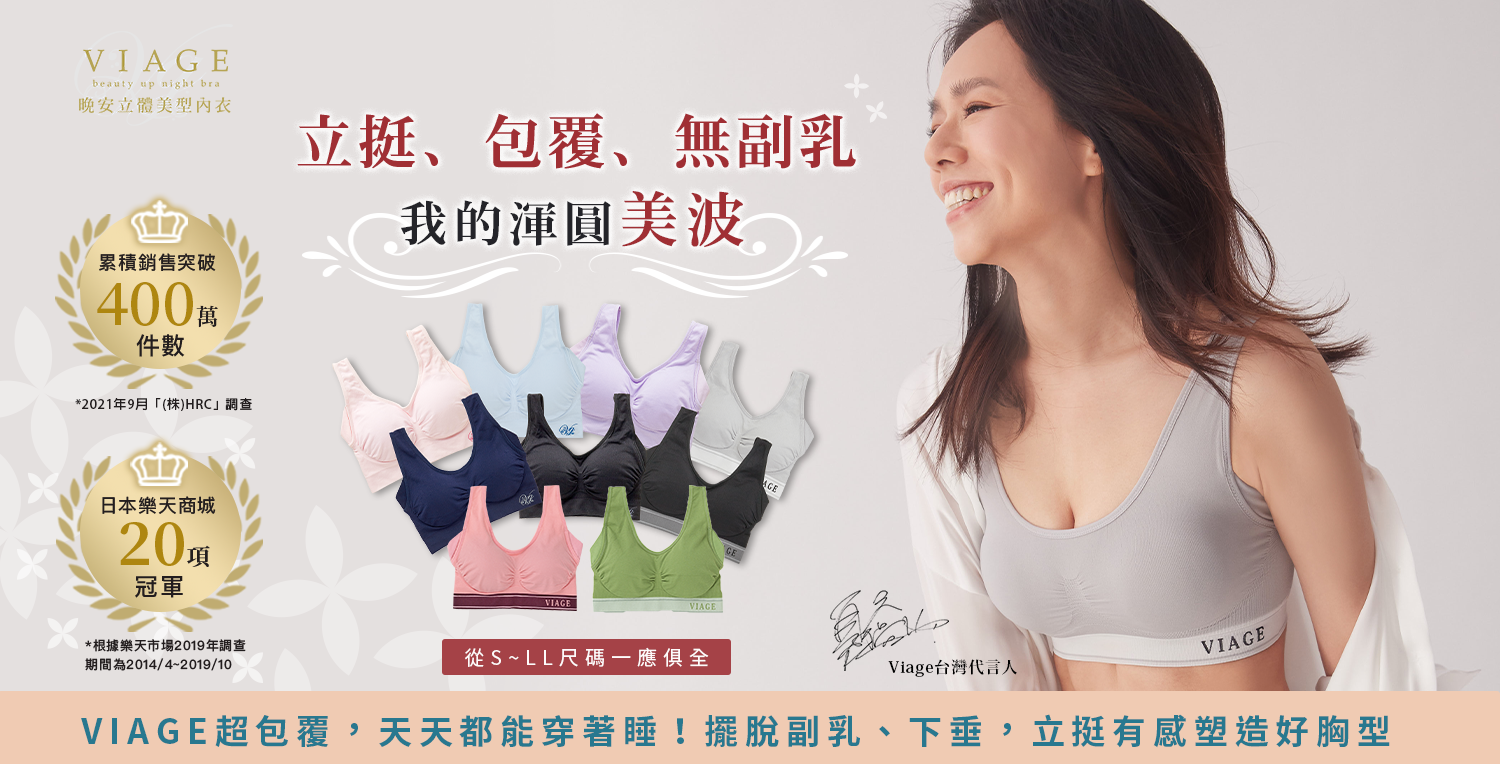 VIAGE
beauty up night bra
晚安立體美型內衣
立挺、包覆、無副乳
我的渾圓美波
累積銷售突破
400萬
件數
*2021年9月「(株)HRC」調查
日本樂天商城
20項
冠軍
*根據樂天市場2019年調查
期間為2014/4~2019/10
AGE
GE
VIAGE
VIAGE
從S~LL尺碼一應俱全
VIAGE
Viage台灣代言人
VIAGE超包覆，天天都能穿著睡！擺脫副乳、下垂，立挺有感塑造好胸型